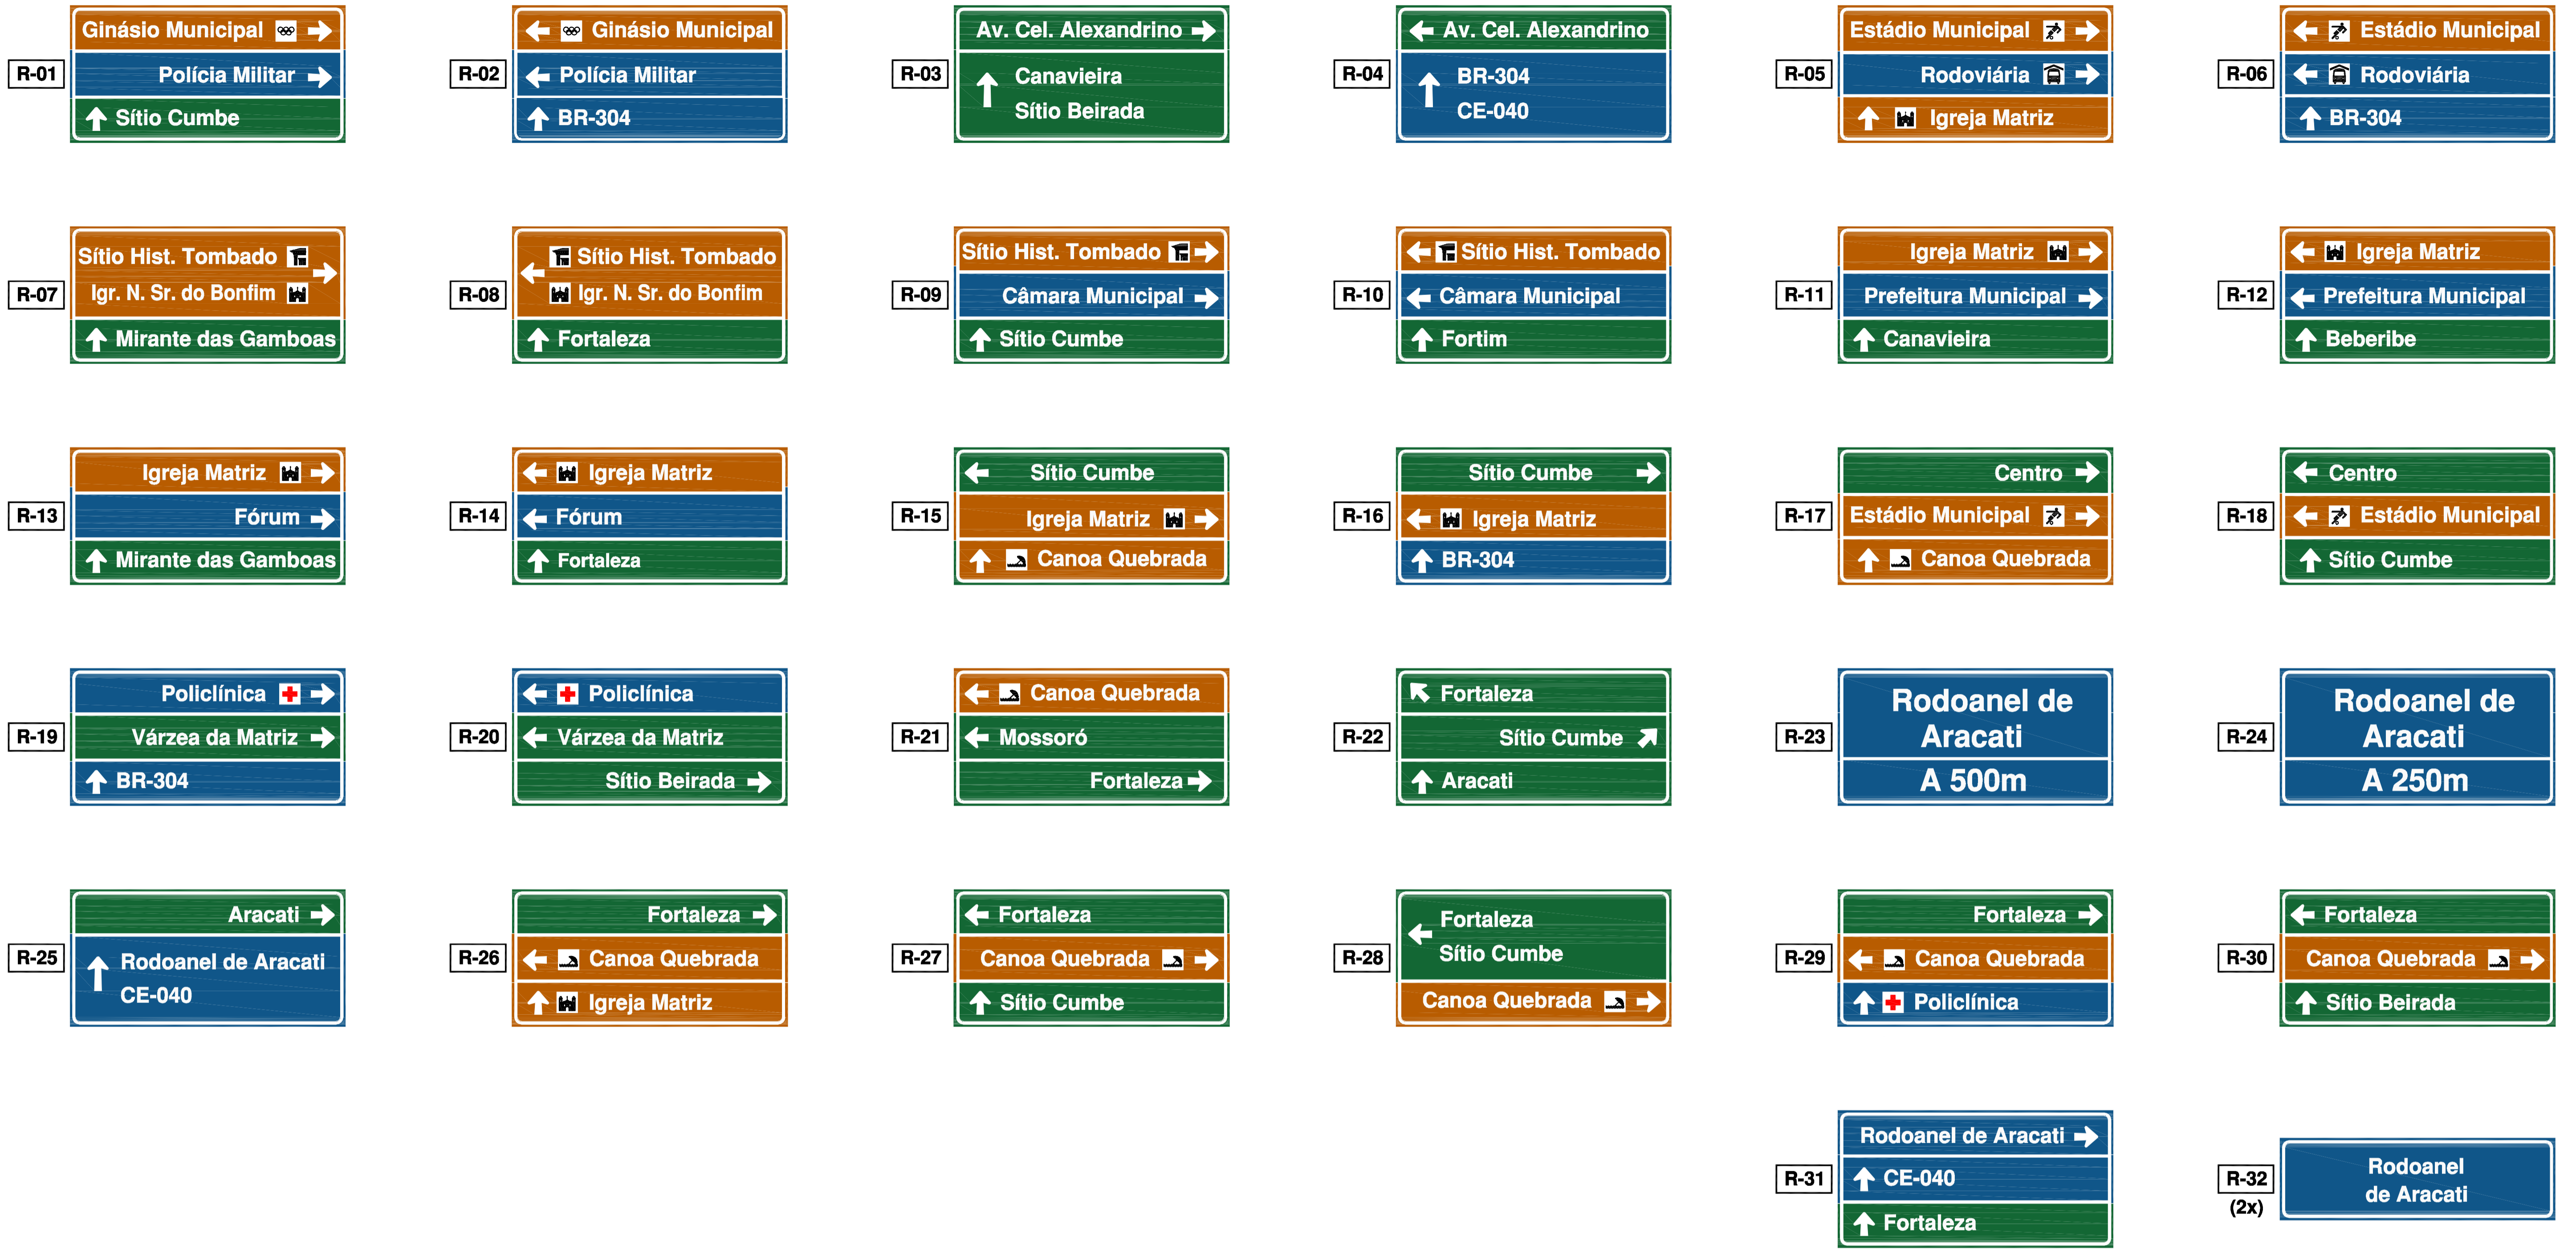 R-01
Ginásio Municipal
Polícia Militar
Sítio Cumbe
R-02
Ginásio Municipal
Polícia Militar
BR-304
R-03
Av. Cel. Alexandrino
Canavieira
Sítio Beirada
R-04
Av. Cel. Alexandrino
BR-304
CE-040
R-05
Estádio Municipal
Rodoviária
Igreja Matriz
R-06
Estádio Municipal
Rodoviária
BR-304
R-07
Sítio Hist. Tombado
Igr. N. Sr. do Bonfim
Mirante das Gamboas
R-08
Sítio Hist. Tombado
Igr. N. Sr. do Bonfim
Fortaleza
R-09
Sítio Hist. Tombado
Câmara Municipal
Sítio Cumbe
R-10
Sítio Hist. Tombado
Câmara Municipal
Fortim
R-11
Igreja Matriz
Prefeitura Municipal
Canavieira
R-12
Igreja Matriz
Prefeitura Municipal
Beberibe
R-13
Igreja Matriz
Fórum
Mirante das Gamboas
R-14
Igreja Matriz
Fórum
Fortaleza
R-15
Sítio Cumbe
Igreja Matriz
Canoa Quebrada
R-16
Sítio Cumbe
Igreja Matriz
BR-304
R-17
Centro
Estádio Municipal
Canoa Quebrada
R-18
Centro
Estádio Municipal
Sítio Cumbe
R-19
Policlínica
Várzea da Matriz
BR-304
R-20
Policlínica
Várzea da Matriz
Sítio Beirada
R-21
Canoa Quebrada
Mossoró
Fortaleza
R-22
Fortaleza
Sítio Cumbe
Aracati
R-23
Rodoanel de
Aracati
A 500m
R-24
Rodoanel de
Aracati
A 250m
R-25
Aracati
Rodoanel de Aracati
CE-040
R-26
Fortaleza
Canoa Quebrada
Igreja Matriz
R-27
Fortaleza
Canoa Quebrada
Sítio Cumbe
R-28
Fortaleza
Sítio Cumbe
Canoa Quebrada
R-29
Fortaleza
Canoa Quebrada
Policlínica
R-30
Fortaleza
Canoa Quebrada
Sítio Beirada
R-31
Rodoanel de Aracati
CE-040
Fortaleza
R-32
(2x)
Rodoanel
de Aracati